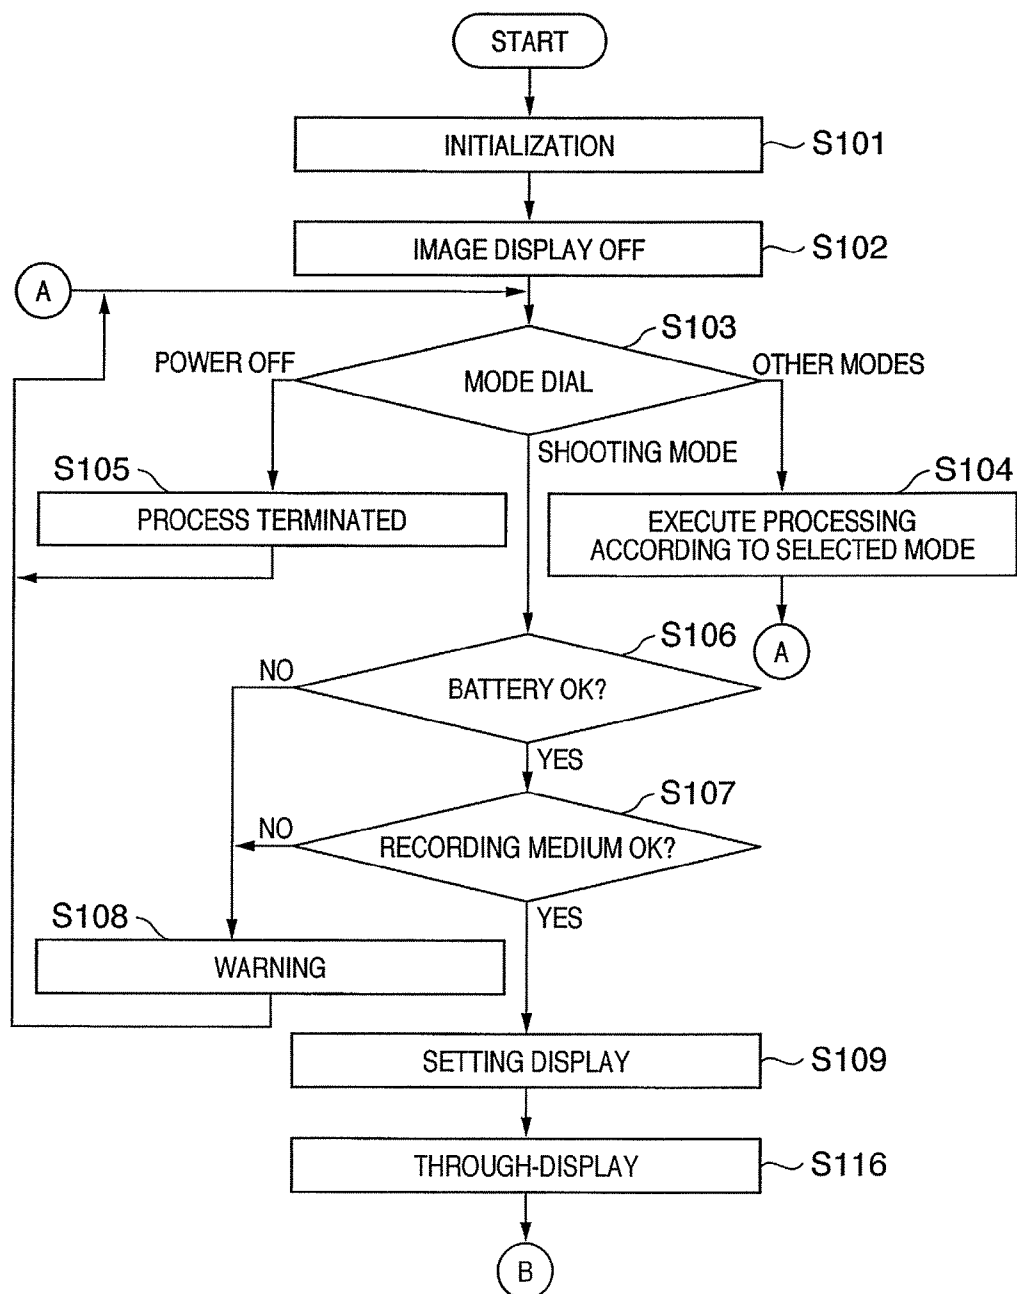 START
INITIALIZATION
S101
IMAGE DISPLAY OFF
S102
A
S103
POWER OFF
MODE DIAL
OTHER MODES
SHOOTING MODE
S105
PROCESS TERMINATED
S104
EXECUTE PROCESSING
ACCORDING TO SELECTED MODE
A
S106
NO
BATTERY OK?
YES
S107
NO
RECORDING MEDIUM OK?
YES
S108
WARNING
SETTING DISPLAY
S109
THROUGH-DISPLAY
S116
B